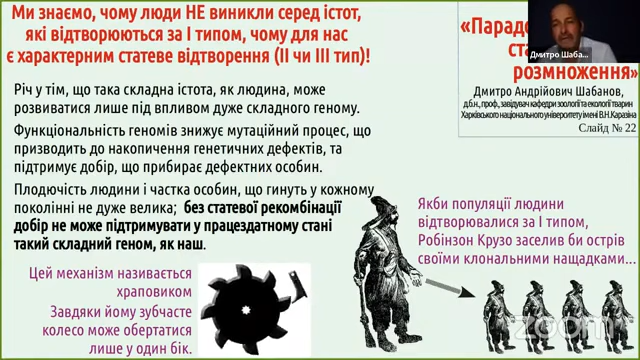 Ми знаємо, чому люди НЕ виникли серед істот,
які відтворюються за І типом, чому для нас
є характерним статеве відтворення (ІІ чи ІІІ тип)!
Річ у тім, що така складна істота, як людина, може
розвиватися лише під впливом дуже складного геному.
Функціональність геномів знижує мутаційний процес, що
призводить до накопичення генетичних дефектів, та
підтримує добір, що прибирає дефектних особин.
Плодючість людини і частка особин, що гинуть у кожному
поколінні не дуже велика; без статевої рекомбінації
добір не може підтримувати у працездатному стані
такий складний геном, як наш.
Цей механізм називається
храповиком
Завдяки йому зубчасте
колесо може обертатися
лише у один бік.
«Парадо
ста
розмноження»
Дмитро Шаба...
Дмитро Андрійович Шабанов,
д.б.н., проф., завідувач кафедри зоології та екології тварин
Харківського національного університету імені В.Н.Каразіна
Слайд № 22
Якби популяції людини
відтворювалися за І типом,
Робінзон Крузо заселив би острів
своїми клональними нащадками...
zoom